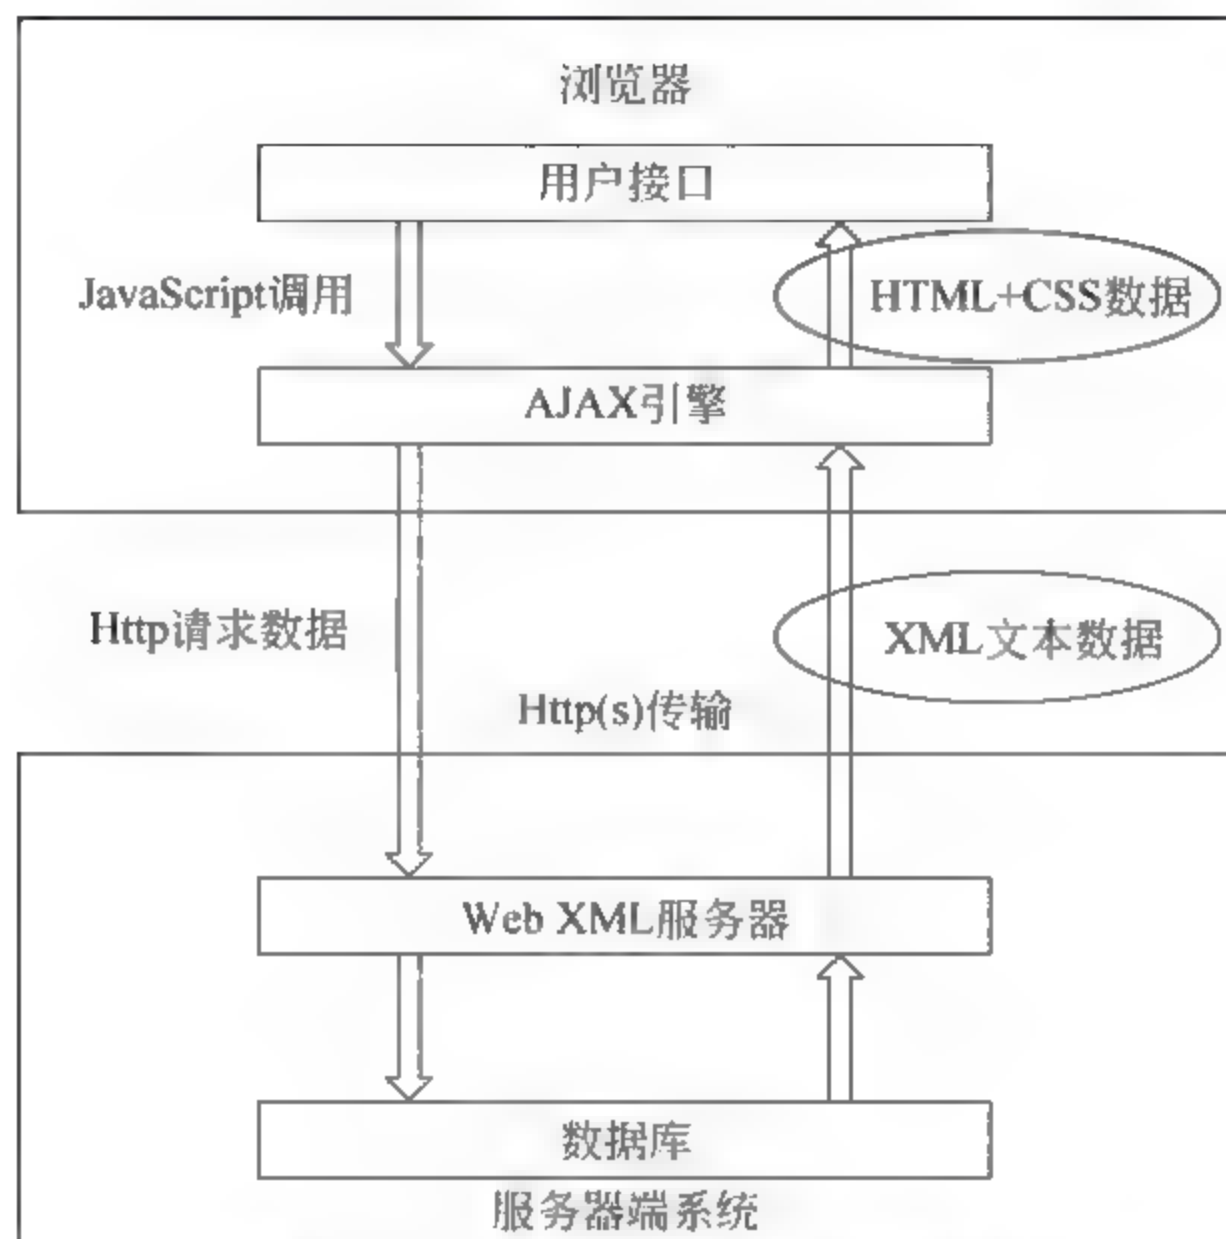 浏览器
用户接口
JavaScript调用
HTML+CSS数据
AJAX引擎
Http请求数据
XML文本数据
Http(s)传输
Web XML服务器
数据库
服务器端系统